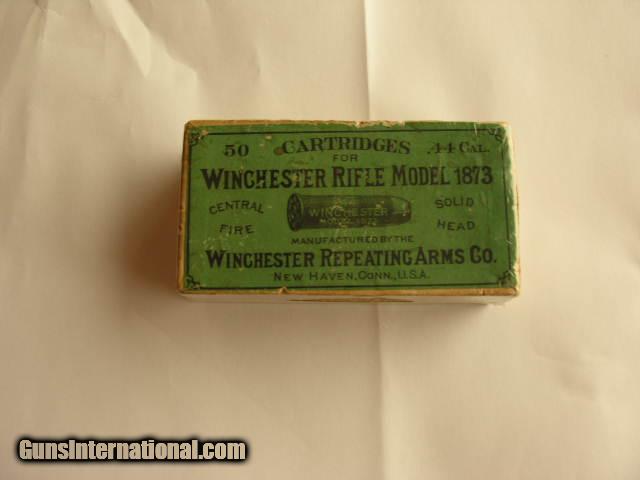 50 CARTRIDGES .44 CAL.
FOR
WINCHESTER RIFLE MODEL 1873
CENTRAL FIRE
WINCHESTER
SOLID HEAD
MANUFACTURED BY THE
WINCHESTER REPEATING ARMS CO.
NEW HAVEN, CONN., U.S.A.
GunsInternational.com